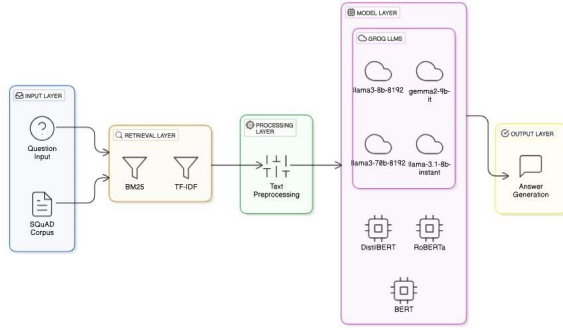 INPUT LAYER
Question
Input
SQuAD
Corpus
RETRIEVAL LAYER
BM25
TF-IDF
PROCESSING
LAYER
Text
Preprocessing
MODEL LAYER
GROQ LLMS
llama3-8b-8192
gemma2-9b-
it
llama3-70b-8192
llama-3.1-8b-
instant
DistilBERT
RoBERTa
BERT
OUTPUT LAYER
Answer
Generation